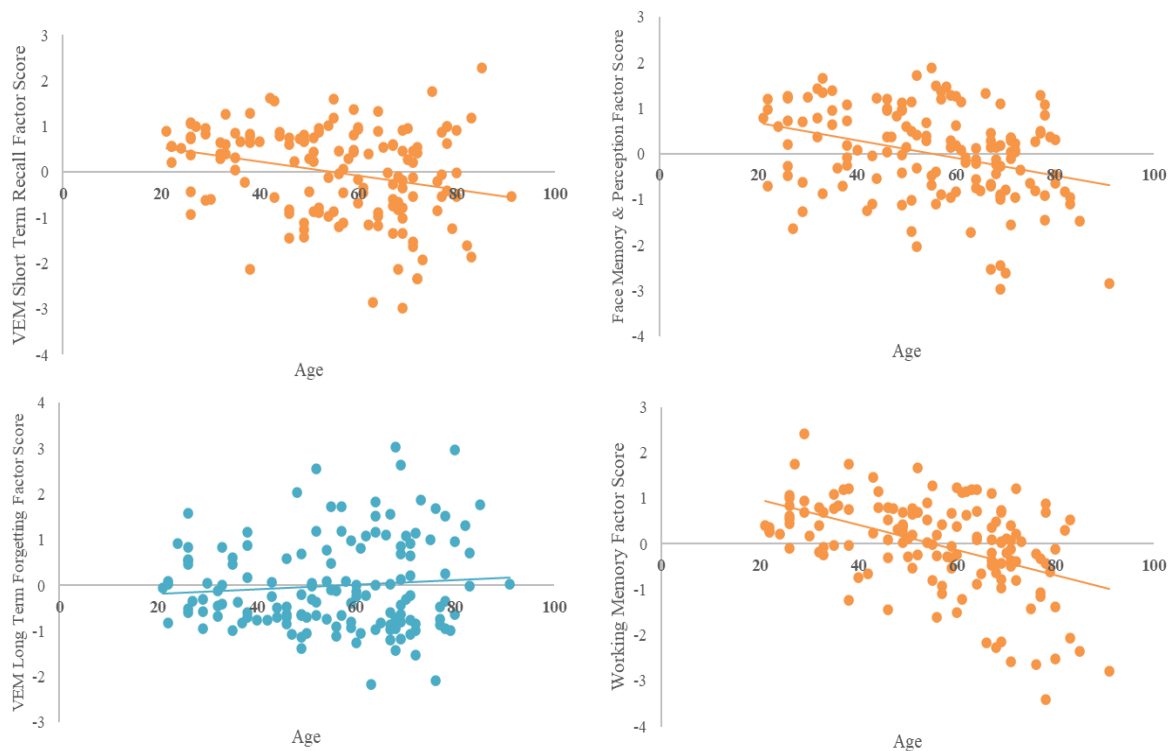 VEM Short Term Recall Factor Score
3
2
1
0
-1
-2
-3
-4
0 20 40 60 80 100
Age
Face Memory & Perception Factor Score
3
2
1
0
-1
-2
-3
-4
0 20 40 60 80 100
Age
VEM Long Term Forgetting Factor Score
4
3
2
1
0
-1
-2
-3
0 20 40 60 80 100
Age
Working Memory Factor Score
3
2
1
0
-1
-2
-3
-4
0 20 40 60 80 100
Age